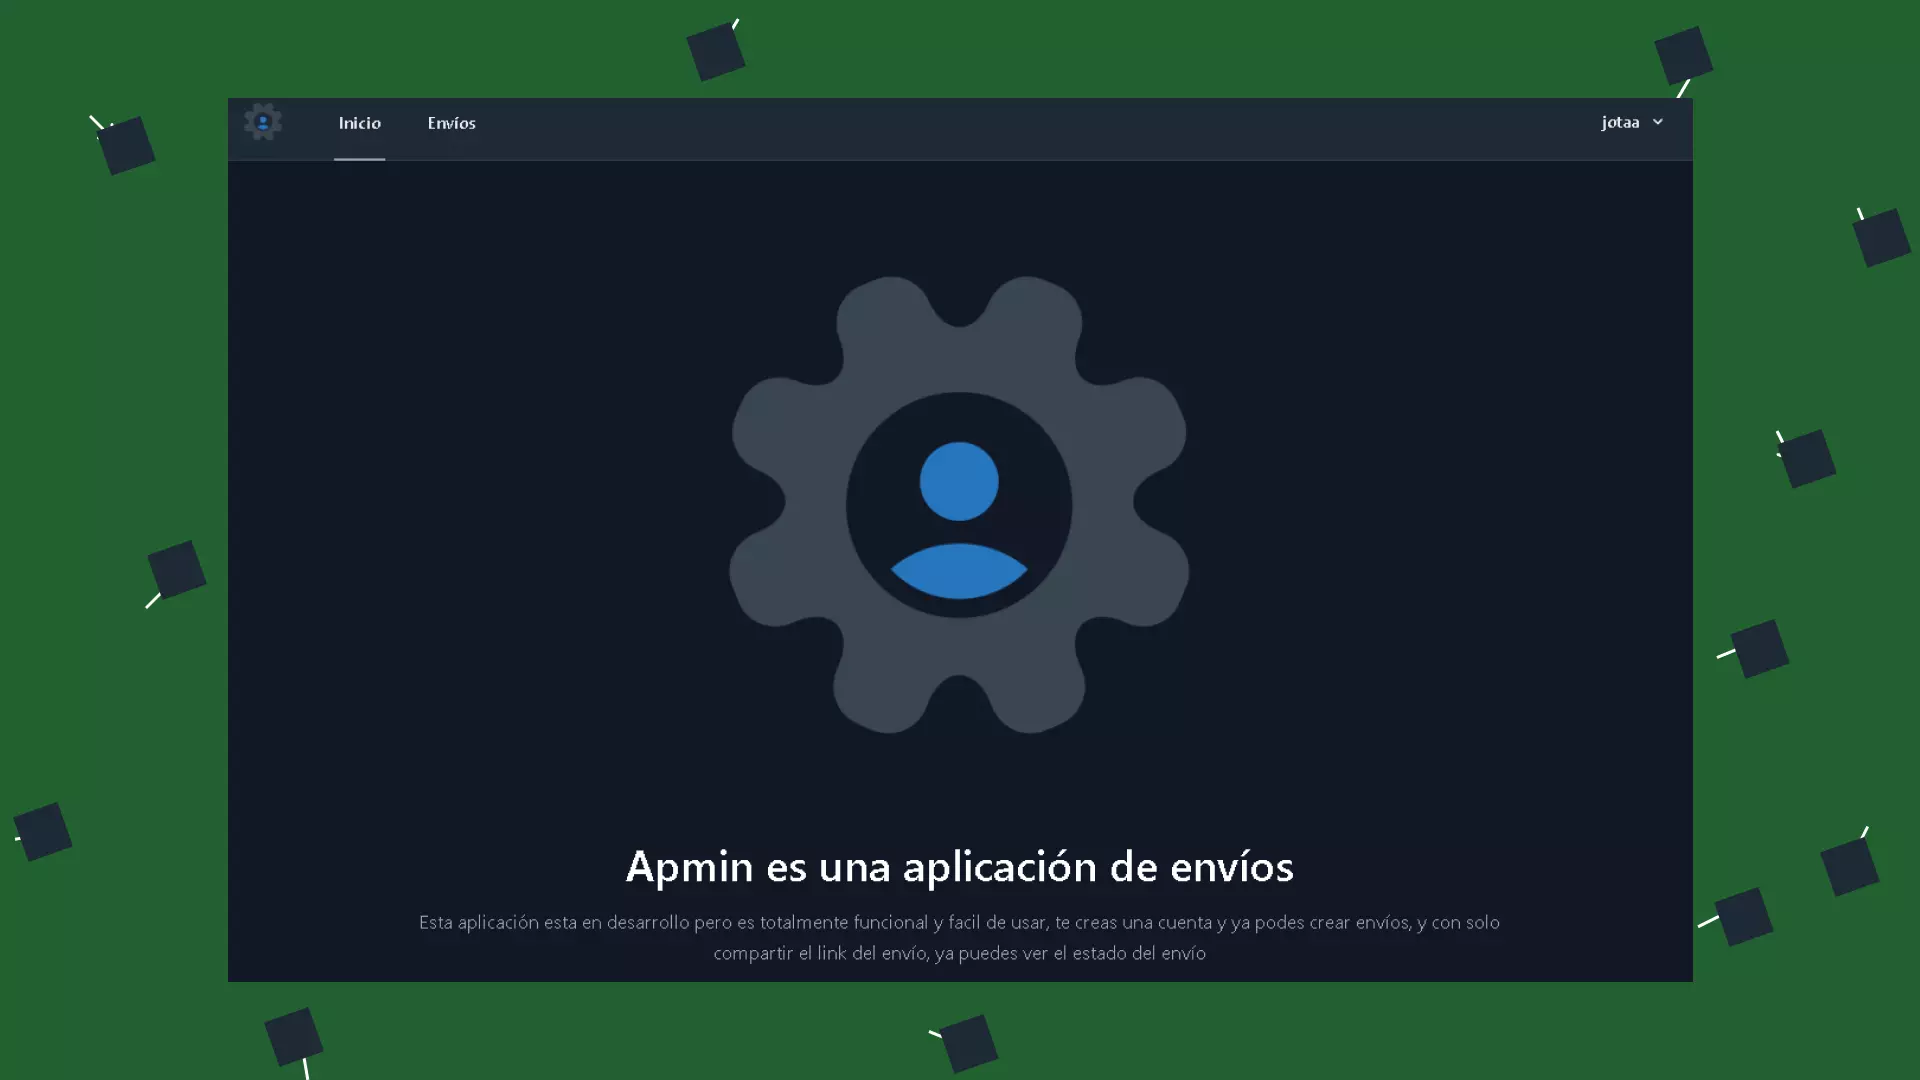 Inicio
Envíos
jotaa
Apmin es una aplicación de envíos
Esta aplicación esta en desarrollo pero es totalmente funcional y facil de usar, te creas una cuenta y ya podes crear envíos, y con solo
compartir el link del envío, ya puedes ver el estado del envío